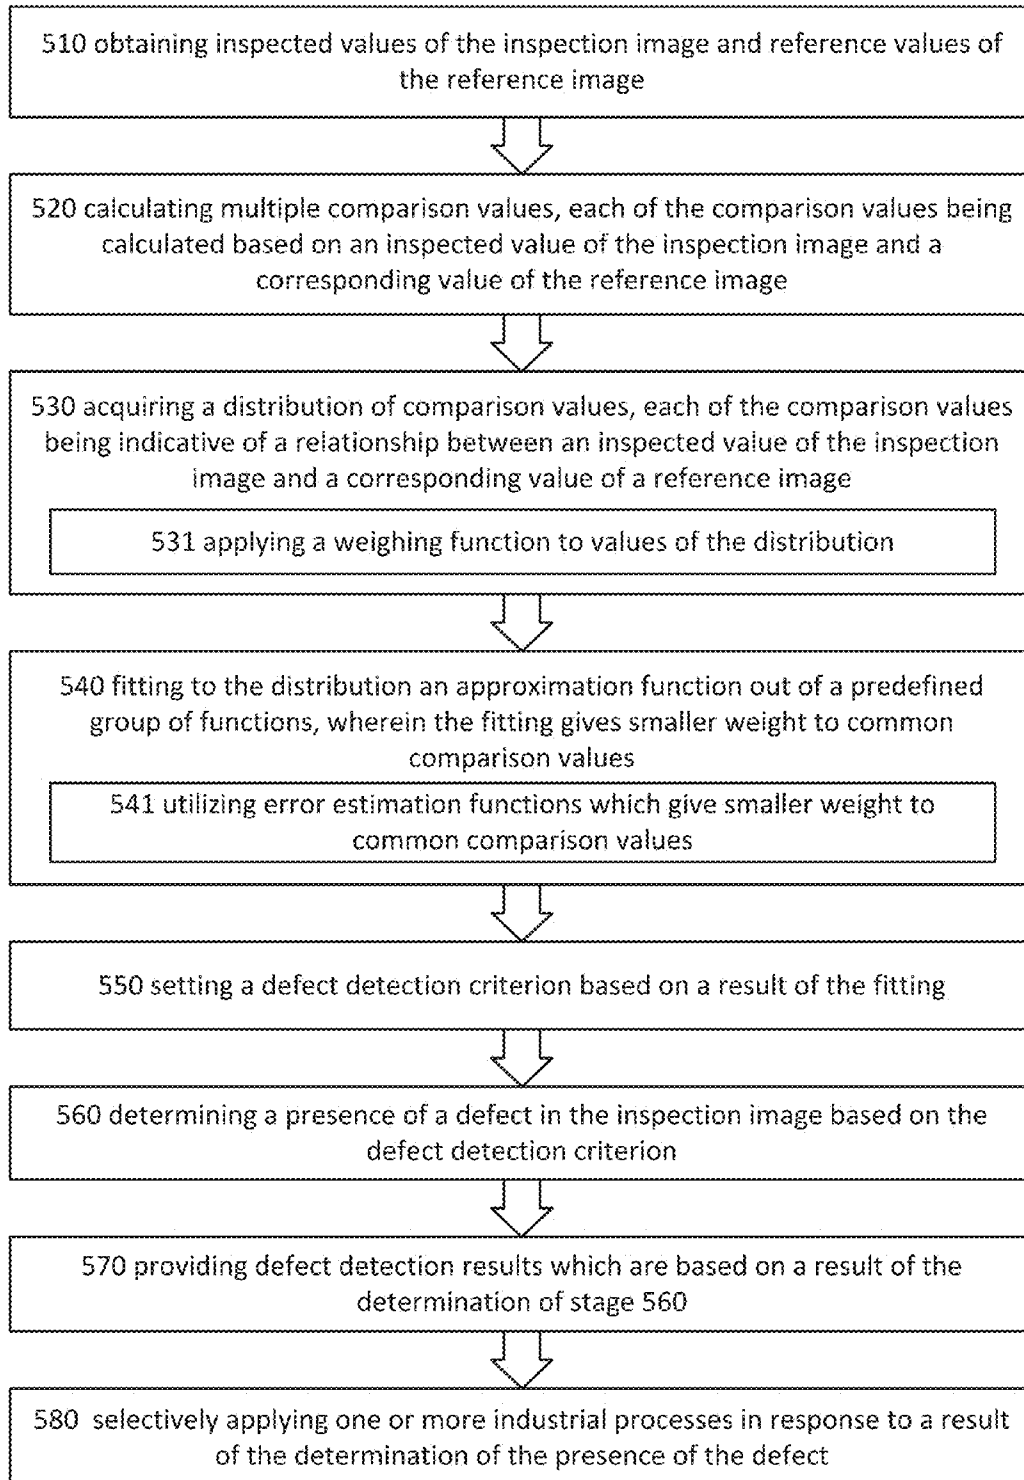 510 obtaining inspected values of the inspection image and reference values of
the reference image
520 calculating multiple comparison values, each of the comparison values being
calculated based on an inspected value of the inspection image and a
corresponding value of the reference image
530 acquiring a distribution of comparison values, each of the comparison values
being indicative of a relationship between an inspected value of the inspection
image and a corresponding value of a reference image
531 applying a weighing function to values of the distribution
540 fitting to the distribution an approximation function out of a predefined
group of functions, wherein the fitting gives smaller weight to common
comparison values
541 utilizing error estimation functions which give smaller weight to
common comparison values
550 setting a defect detection criterion based on a result of the fitting
560 determining a presence of a defect in the inspection image based on the
defect detection criterion
570 providing defect detection results which are based on a result of the
determination of stage 560
580 selectively applying one or more industrial processes in response to a result
of the determination of the presence of the defect